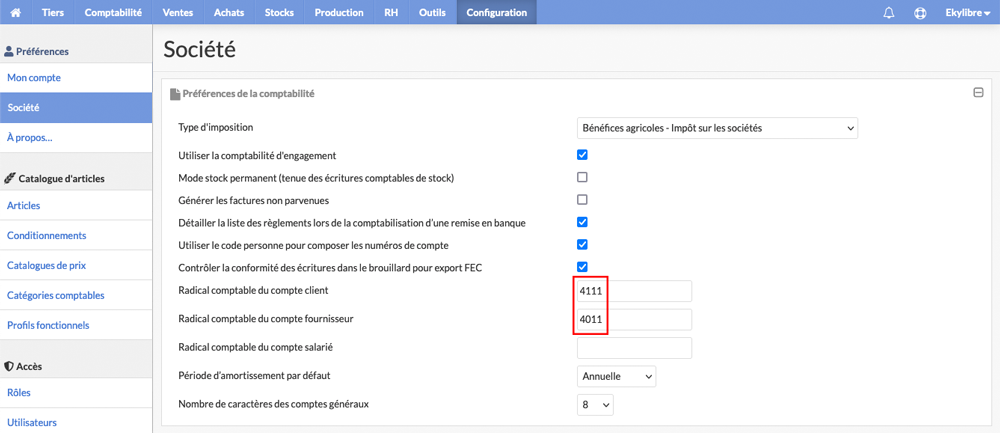 Tiers Comptabilité Ventes Achats Stocks Production RH Outils Configuration Ekylibre
Préférences
Mon compte
Société
À propos...
Catalogue d'articles
Articles
Conditionnements
Catalogues de prix
Catégories comptables
Profils fonctionnels
Accès
Rôles
Utilisateurs
Société
Préférences de la comptabilité
Type d'imposition Bénéfices agricoles - Impôt sur les sociétés
Utiliser la comptabilité d'engagement
Mode stock permanent (tenue des écritures comptables de stock)
Générer les factures non parvenues
Détailler la liste des règlements lors de la comptabilisation d’une remise en banque
Utiliser le code personne pour composer les numéros de compte
Contrôler la conformité des écritures dans le brouillard pour export FEC
Radical comptable du compte client 4111
Radical comptable du compte fournisseur 4011
Radical comptable du compte salarié
Période d’amortissement par défaut Annuelle
Nombre de caractères des comptes généraux 8